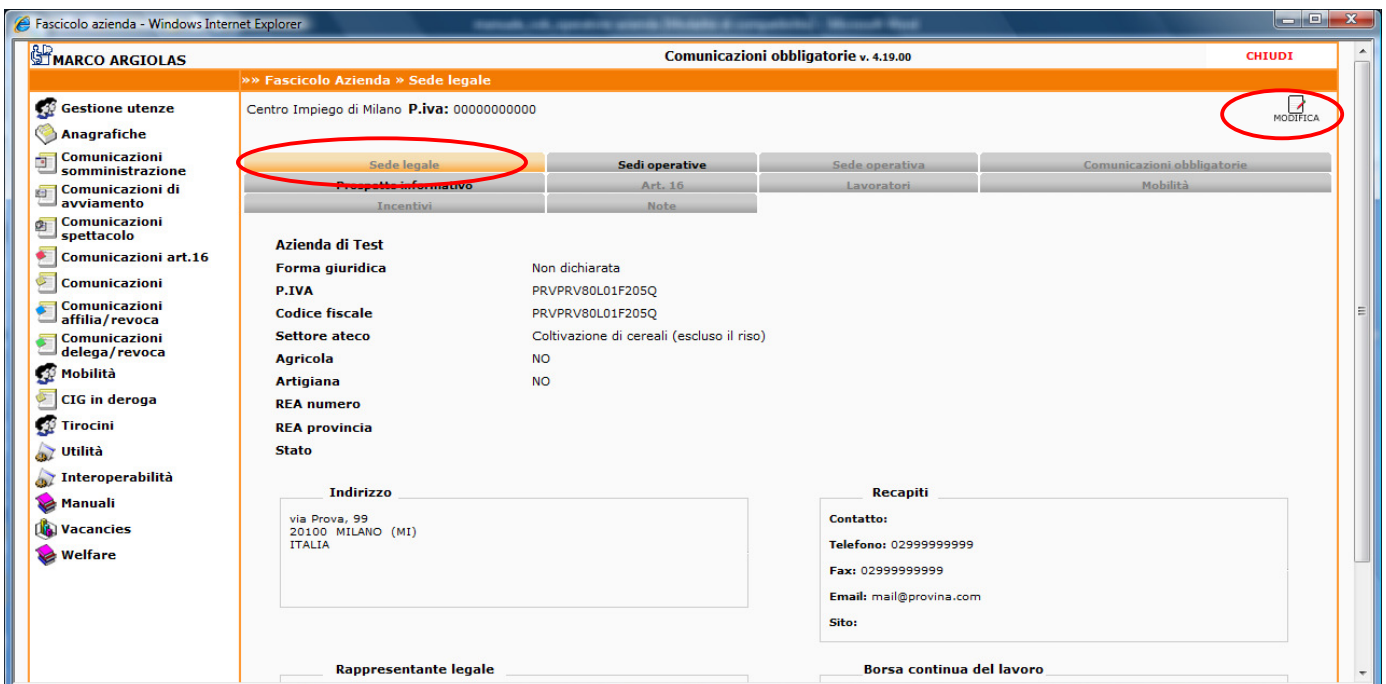 Fascicolo azienda - Windows Internet Explorer
MARCO ARGIOLAS
Comunicazioni obbligatorie v. 4.19.00
CHIUDI
»» Fascicolo Azienda » Sede legale
Gestione utenze
Anagrafiche
Comunicazioni
somministrazione
Comunicazioni di
avviamento
Comunicazioni
spettacolo
Comunicazioni art.16
Comunicazioni
Comunicazioni
affilia/revoca
Comunicazioni
delega/revoca
Mobilità
CIG in deroga
Tirocini
Utilità
Interoperabilità
Manuali
Vacancies
Welfare
Centro Impiego di Milano P.iva: 00000000000
MODIFICA
Sede legale Sedi operative Sede operativa Comunicazioni obbligatorie
Prospetto informativo Art. 16 Lavoratori Mobilità
Incentivi Note
Azienda di Test
Forma giuridica Non dichiarata
P.IVA PRVPRV80L01F205Q
Codice fiscale PRVPRV80L01F205Q
Settore ateco Coltivazione di cereali (escluso il riso)
Agricola NO
Artigiana NO
REA numero
REA provincia
Stato
Indirizzo
via Prova, 99
20100 MILANO (MI)
ITALIA
Recapiti
Contatto:
Telefono: 02999999999
Fax: 02999999999
Email: mail@provina.com
Sito:
Rappresentante legale
Borsa continua del lavoro